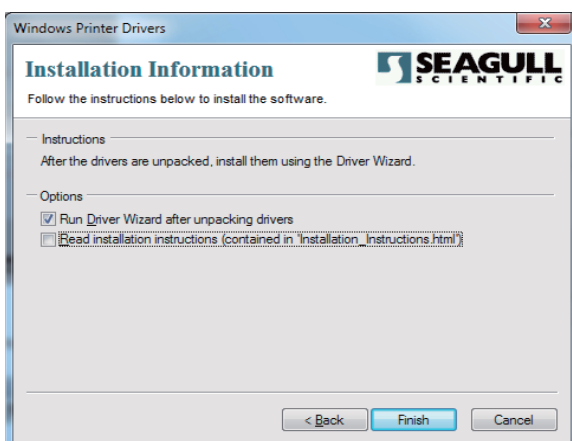 Windows Printer Drivers
Installation Information
SEAGULL
SCIENTIFIC
Follow the instructions below to install the software.
Instructions
After the drivers are unpacked, install them using the Driver Wizard.
Options
Run Driver Wizard after unpacking drivers
Read installation instructions (contained in 'Installation_Instructions.html')
< Back
Finish
Cancel